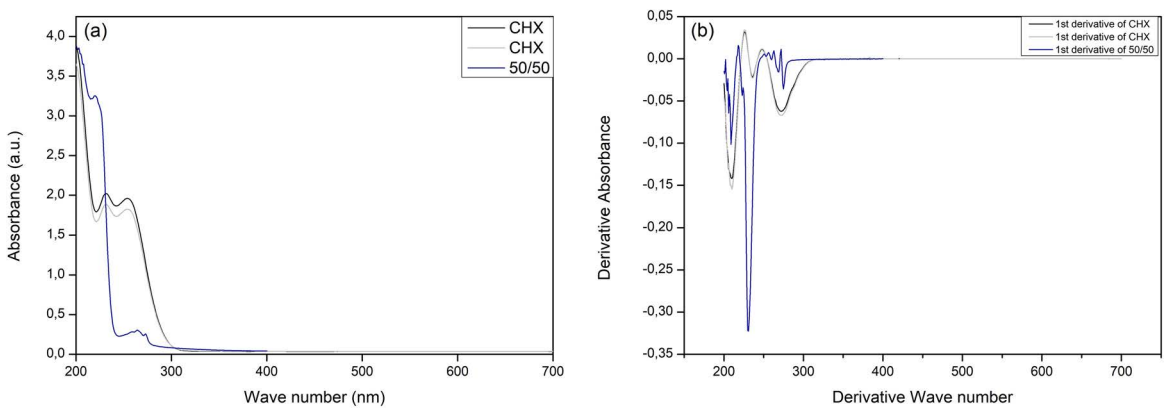 (a)
CHX
CHX
50/50
4,0
3,5
3,0
2,5
2,0
1,5
1,0
0,5
0,0
200
300
400
500
600
700
Absorbance (a.u.)
Wave number (nm)
(b)
1st derivative of CHX
1st derivative of CHX
1st derivative of 50/50
0,05
0,00
-0,05
-0,10
-0,15
-0,20
-0,25
-0,30
-0,35
200
300
400
500
600
700
Derivative Absorbance
Derivative Wave number